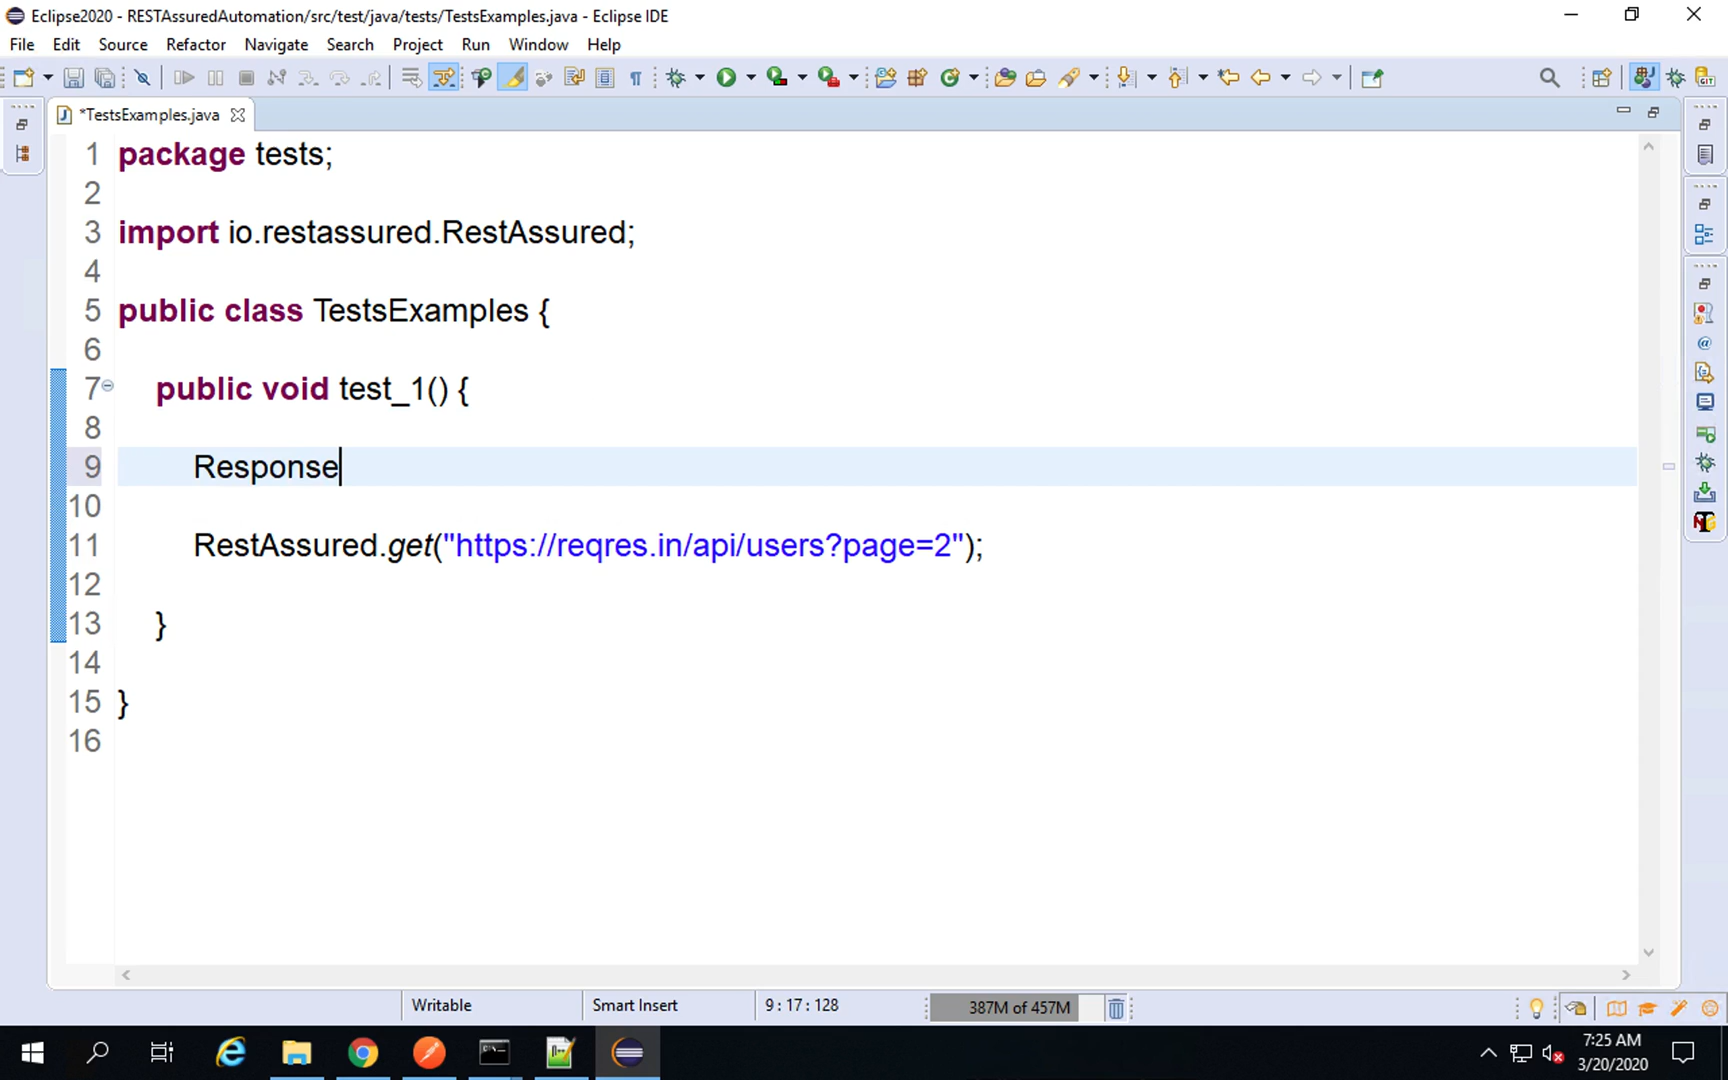 Eclipse2020 - RESTAssuredAutomation/src/test/java/tests/TestsExamples.java - Eclipse IDE
File Edit Source Refactor Navigate Search Project Run Window Help
*TestsExamples.java
1 package tests;
2
3 import io.restassured.RestAssured;
4
5 public class TestsExamples {
6
7 public void test_1() {
8
9 Response
10
11 RestAssured.get("https://reqres.in/api/users?page=2");
12
13 }
14
15 }
16
Writable Smart Insert 9 : 17 : 128 387M of 457M
7:25 AM
3/20/2020